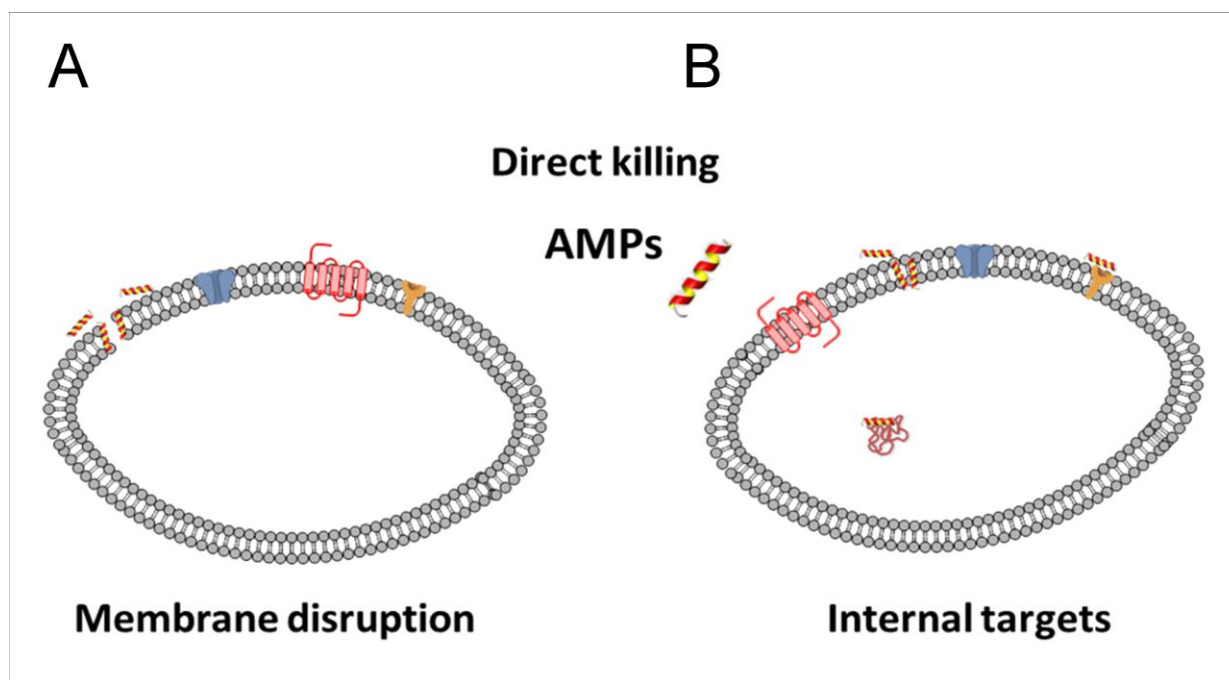 A
B
Direct killing
AMPs
Membrane disruption
Internal targets